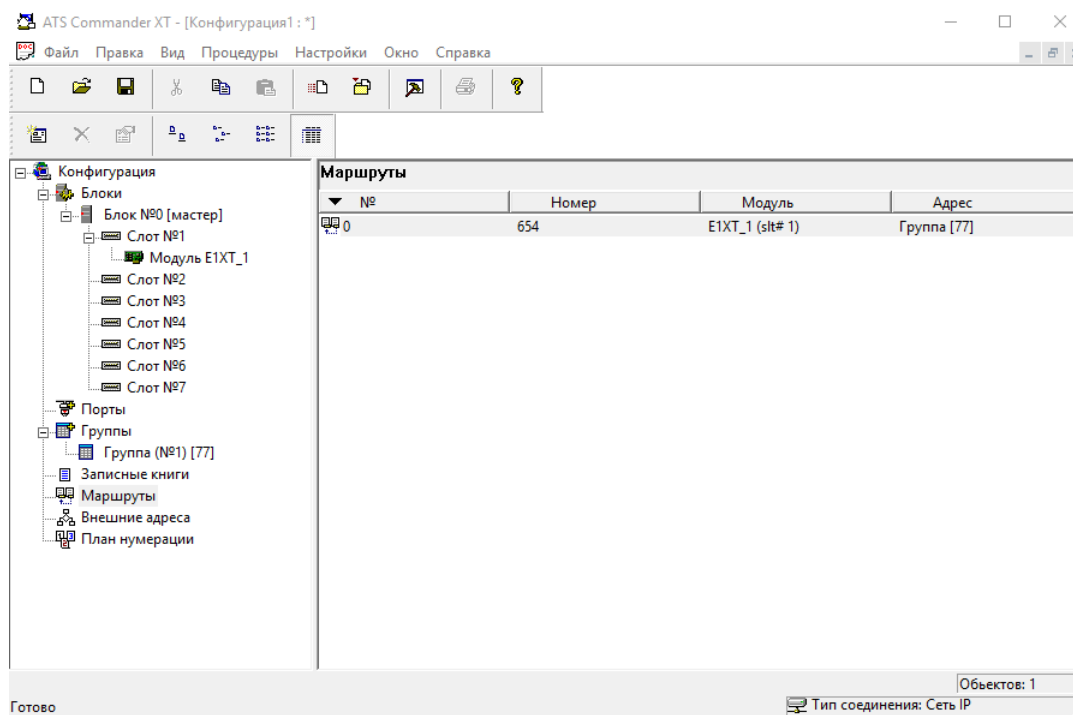 ATS Commander XT - [Конфигурация1 : *]
Файл Правка Вид Процедуры Настройки Окно Справка
Конфигурация
Блоки
Блок №0 [мастер]
Слот №1
Модуль E1XT_1
Слот №2
Слот №3
Слот №4
Слот №5
Слот №6
Слот №7
Порты
Группы
Группа (№1) [77]
Записные книги
Маршруты
Внешние адреса
План нумерации
Маршруты
№ Номер Модуль Адрес
0 654 E1XT_1 (slt# 1) Группа [77]
Обьектов: 1
Готово
Тип соединения: Сеть IP